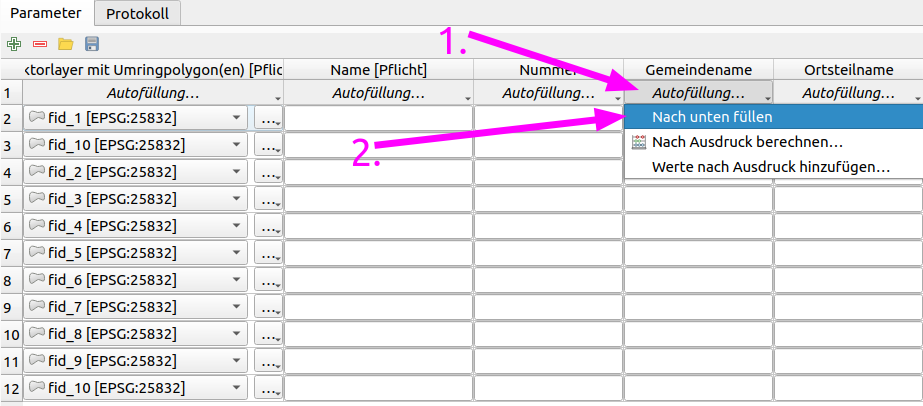 Parameter Protokoll
ktorlayer mit Umringpolygon(en) [Pflic Name [Pflicht] Nummer Gemeindename Ortsteilname
1 Autofüllung... Autofüllung... Autofüllung... Autofüllung... Autofüllung...
1.
2 fid_1 [EPSG:25832] ... Nach unten füllen
2.
3 fid_10 [EPSG:25832] ... Nach Ausdruck berechnen...
4 fid_2 [EPSG:25832] ... Werte nach Ausdruck hinzufügen...
5 fid_3 [EPSG:25832] ...
6 fid_4 [EPSG:25832] ...
7 fid_5 [EPSG:25832] ...
8 fid_6 [EPSG:25832] ...
9 fid_7 [EPSG:25832] ...
10 fid_8 [EPSG:25832] ...
11 fid_9 [EPSG:25832] ...
12 fid_10 [EPSG:25832] ...